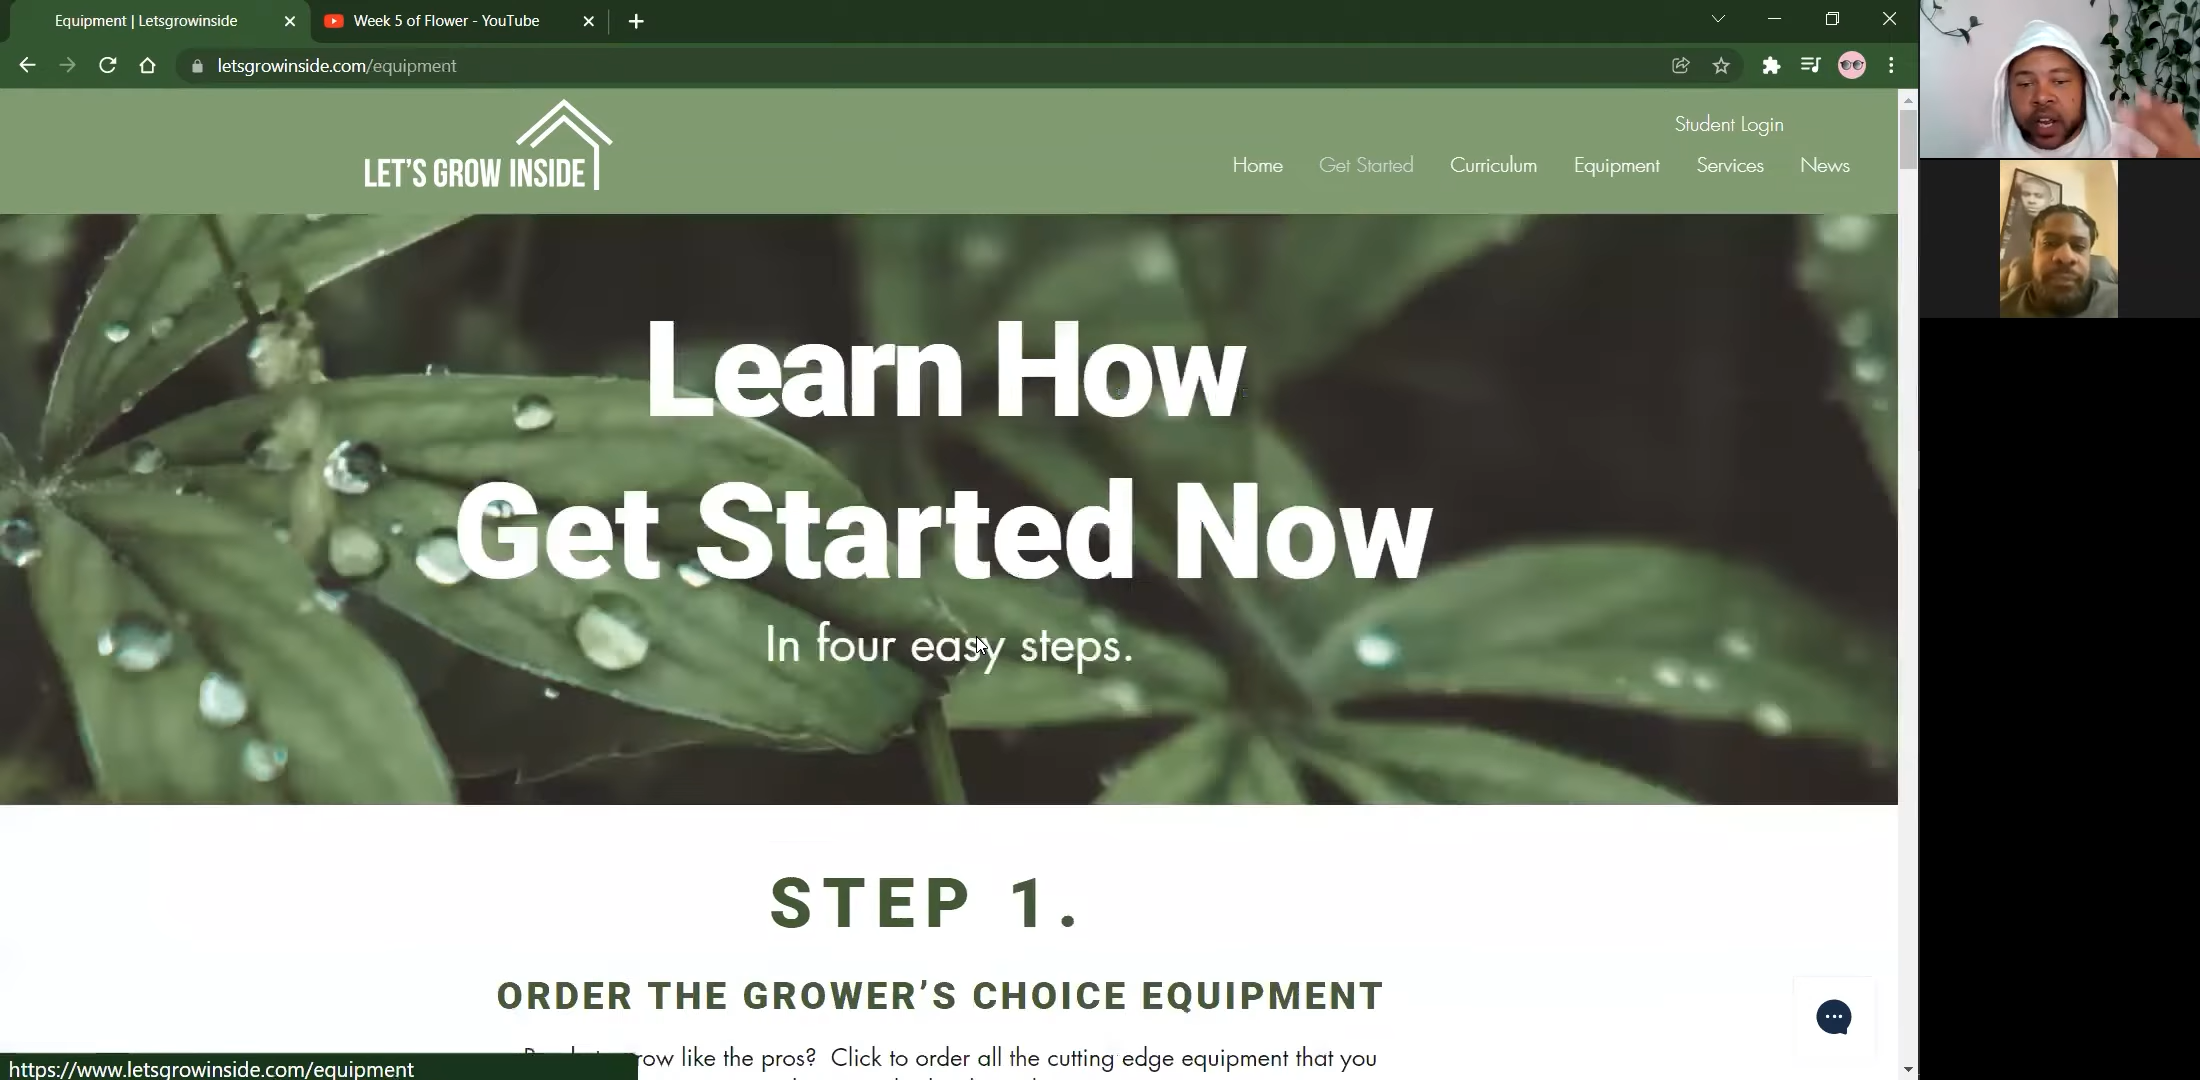 Equipment | Letsgrowinside
Week 5 of Flower - YouTube
letsgrowinside.com/equipment
LET'S GROW INSIDE
Student Login
Home Get Started Curriculum Equipment Services News
Learn How
Get Started Now
In four easy steps.
STEP 1.
ORDER THE GROWER’S CHOICE EQUIPMENT
like the pros? Click to order all the cutting edge equipment that you
https://www.letsgrowinside.com/equipment